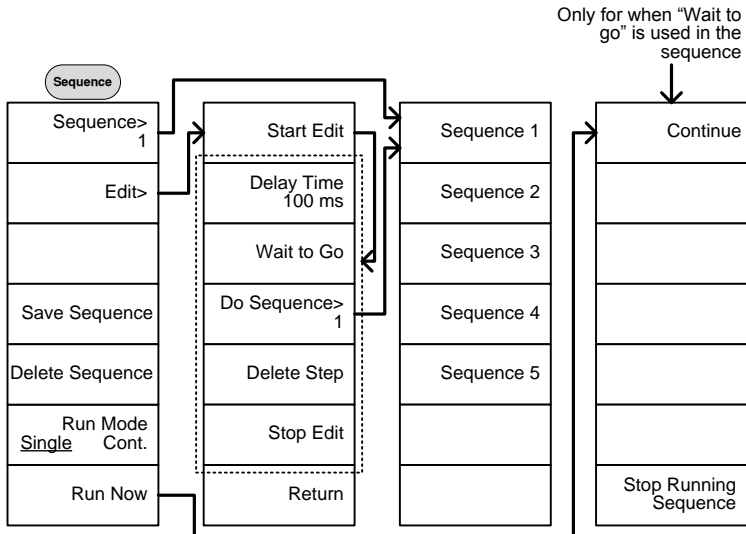 Only for when “Wait to
go” is used in the
sequence
Sequence
Sequence>
1
Edit>
Save Sequence
Delete Sequence
Run Mode
Single Cont.
Run Now
Start Edit
Delay Time
100 ms
Wait to Go
Do Sequence>
1
Delete Step
Stop Edit
Return
Sequence 1
Sequence 2
Sequence 3
Sequence 4
Sequence 5
Continue
Stop Running
Sequence